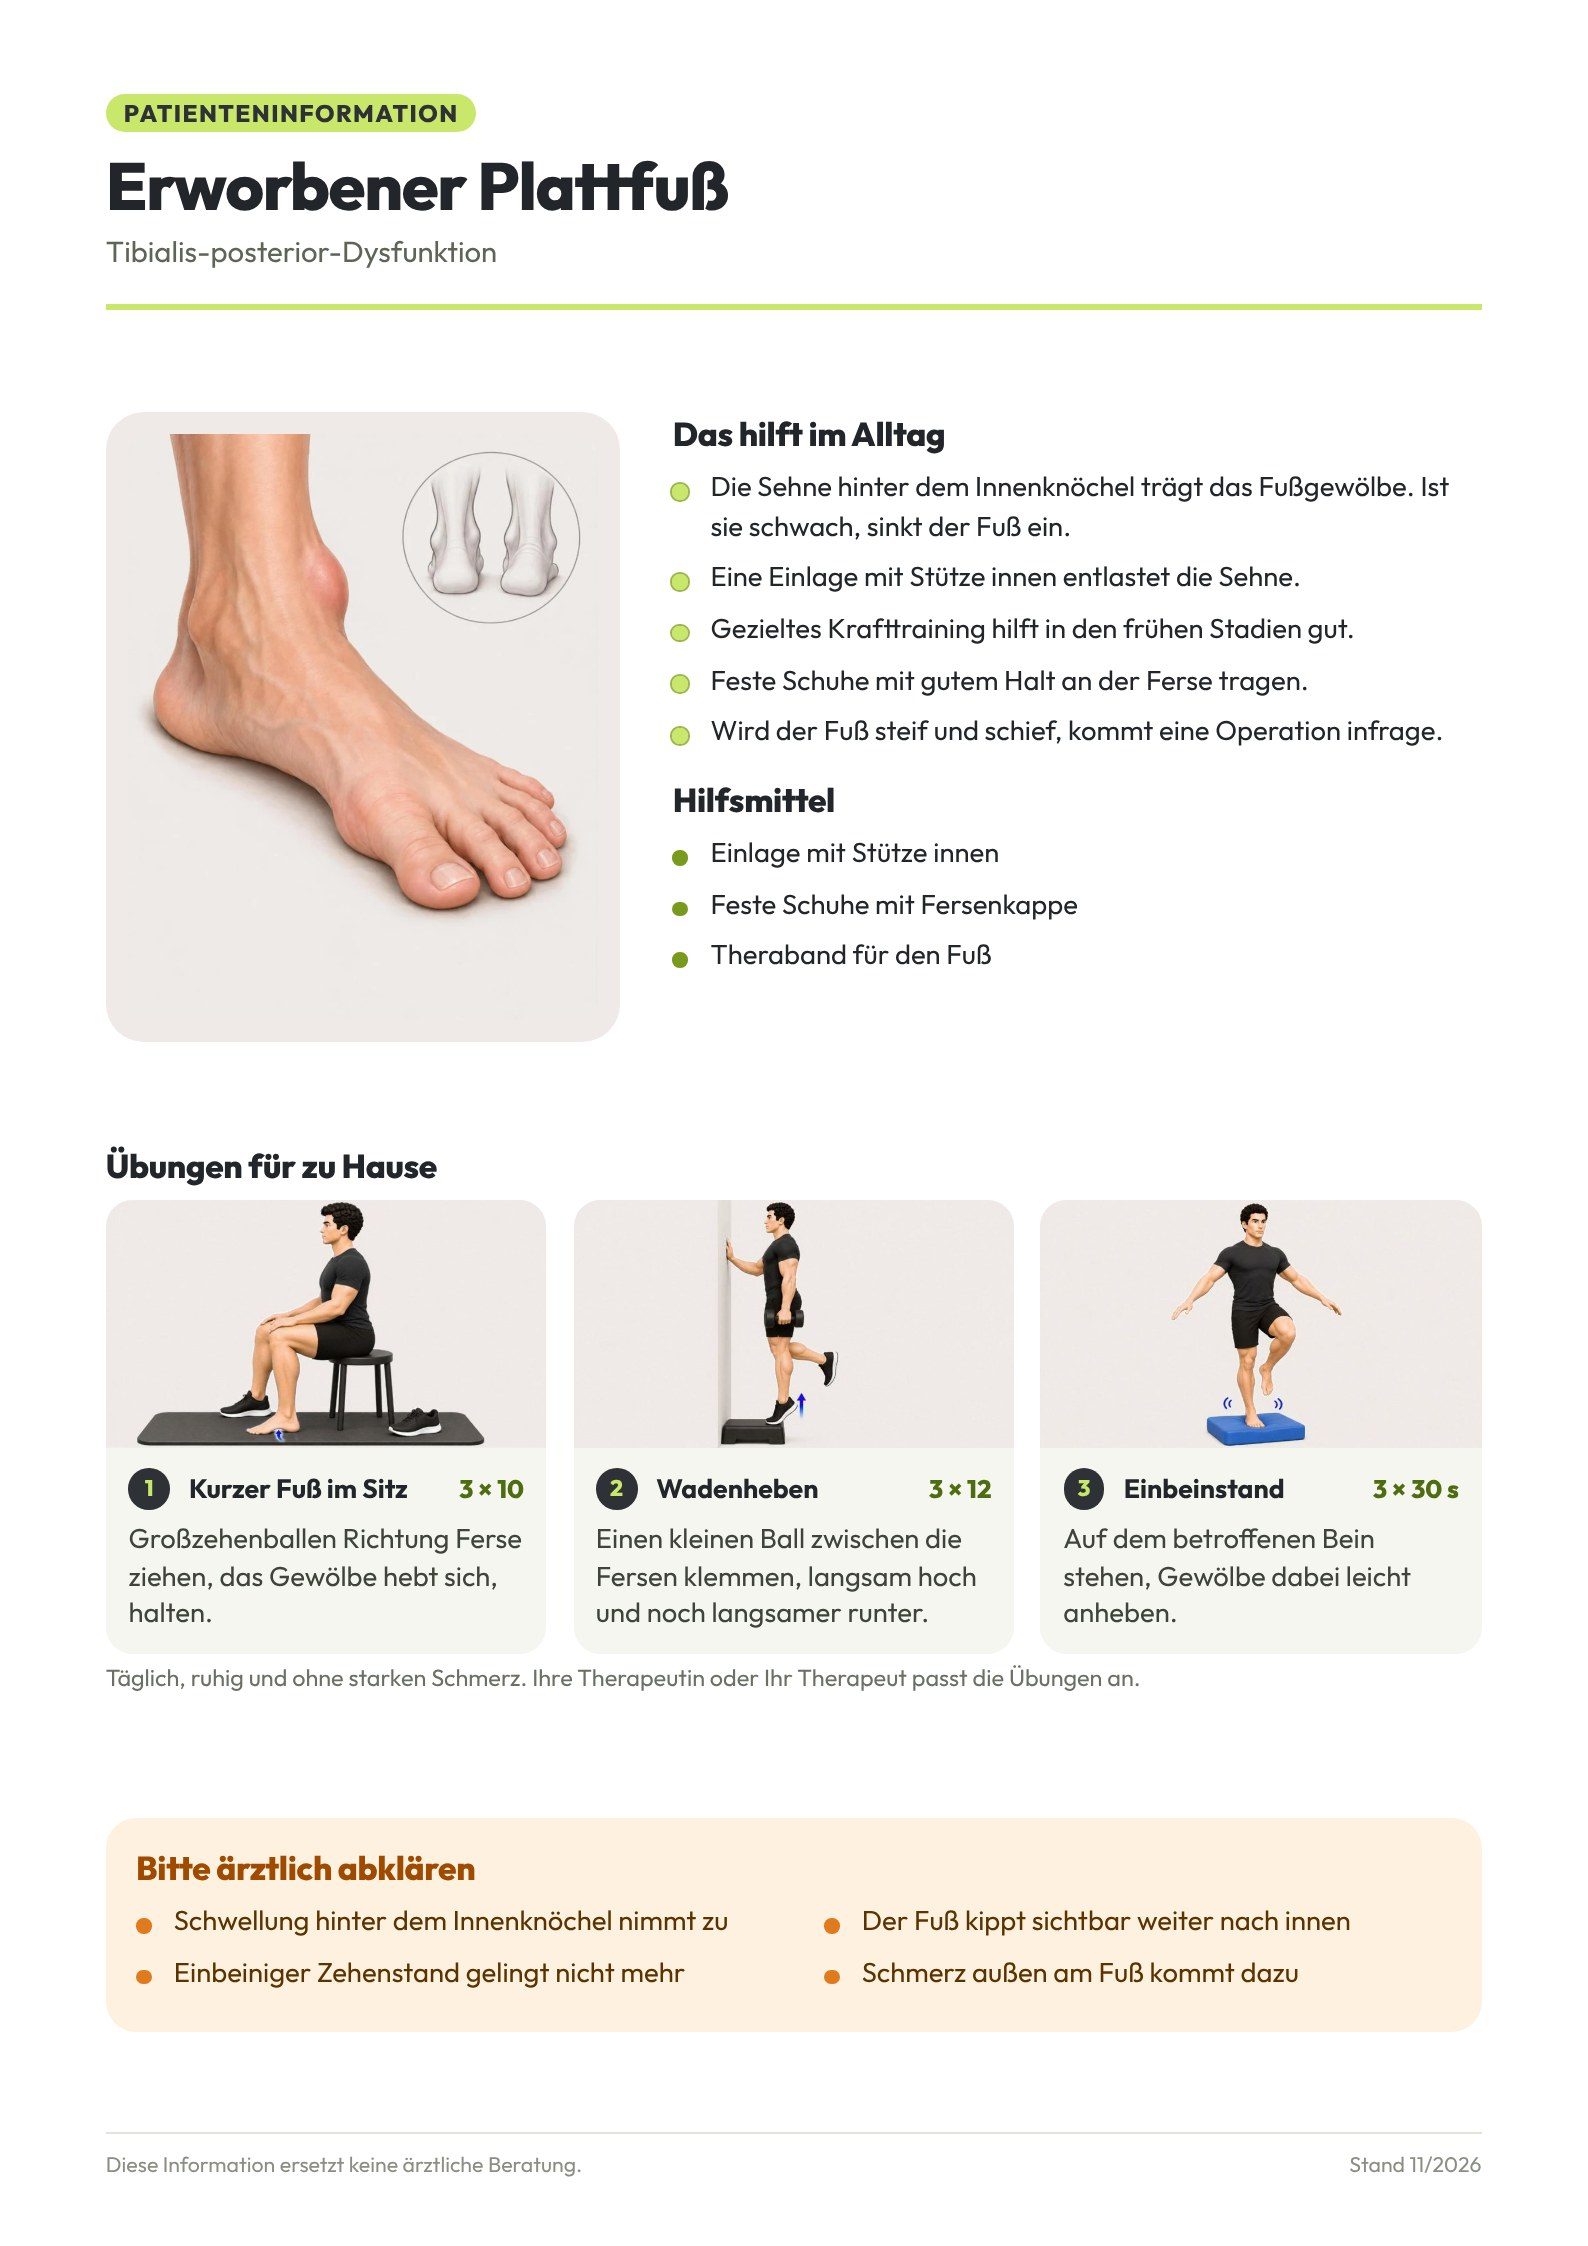 PATIENTENINFORMATION
Erworbener Plattfuß
Tibialis-posterior-Dysfunktion
Das hilft im Alltag
Die Sehne hinter dem Innenknöchel trägt das Fußgewölbe. Ist
sie schwach, sinkt der Fuß ein.
Eine Einlage mit Stütze innen entlastet die Sehne.
Gezieltes Krafttraining hilft in den frühen Stadien gut.
Feste Schuhe mit gutem Halt an der Ferse tragen.
Wird der Fuß steif und schief, kommt eine Operation infrage.
Hilfsmittel
Einlage mit Stütze innen
Feste Schuhe mit Fersenkappe
Theraband für den Fuß
Übungen für zu Hause
1 Kurzer Fuß im Sitz 3 × 10
Großzehenballen Richtung Ferse
ziehen, das Gewölbe hebt sich,
halten.
2 Wadenheben 3 × 12
Einen kleinen Ball zwischen die
Fersen klemmen, langsam hoch
und noch langsamer runter.
3 Einbeinstand 3 × 30 s
Auf dem betroffenen Bein
stehen, Gewölbe dabei leicht
anheben.
Täglich, ruhig und ohne starken Schmerz. Ihre Therapeutin oder Ihr Therapeut passt die Übungen an.
Bitte ärztlich abklären
Schwellung hinter dem Innenknöchel nimmt zu
Einbeiniger Zehenstand gelingt nicht mehr
Der Fuß kippt sichtbar weiter nach innen
Schmerz außen am Fuß kommt dazu
Diese Information ersetzt keine ärztliche Beratung.
Stand 11/2026